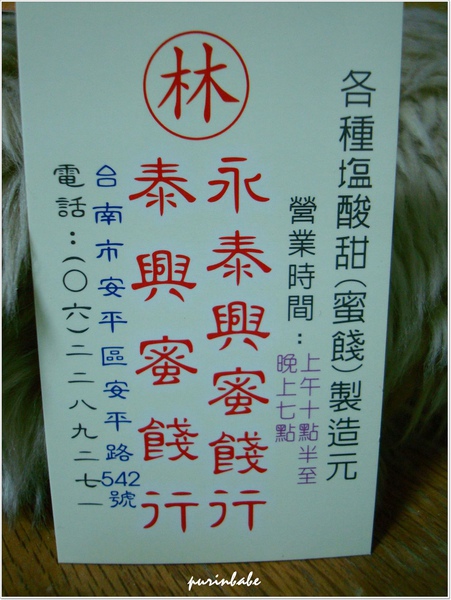 林
各種塩酸甜(蜜餞)製造元
營業時間：
上午十點半至
晚上七點
永泰興蜜餞行
泰興蜜餞行
台南市安平區安平路542號
電話：(〇六)二二八九二七一
purinbabe